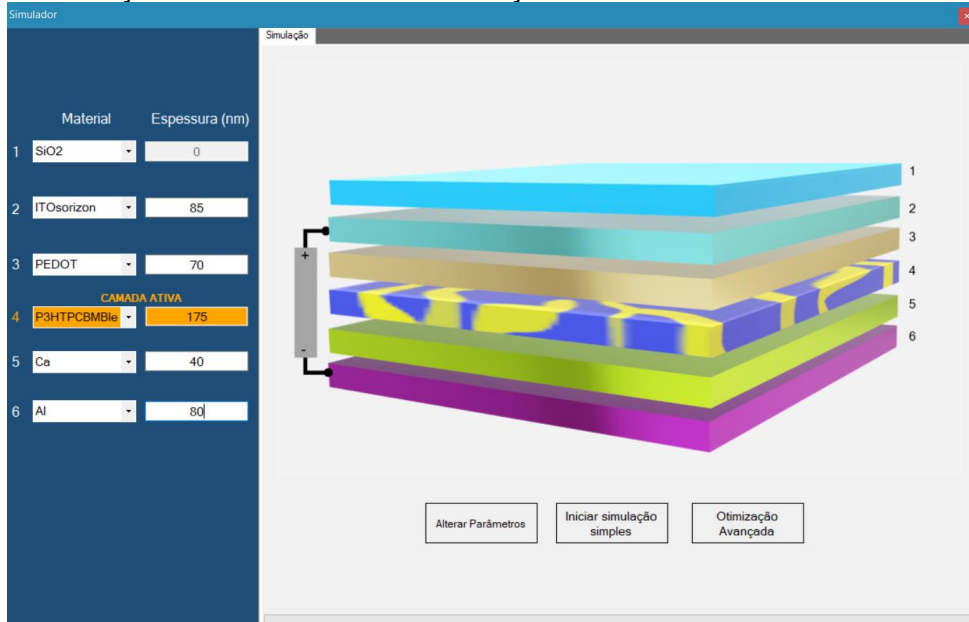 Simulador
Simulação
Material Espessura (nm)
1 SiO2 0
2 ITOsorizon 85
3 PEDOT 70
CAMADA ATIVA
4 P3HTPCBMBle 175
5 Ca 40
6 Al 80
+
-
1
2
3
4
5
6
Alterar Parâmetros
Iniciar simulação
simples
Otimização
Avançada